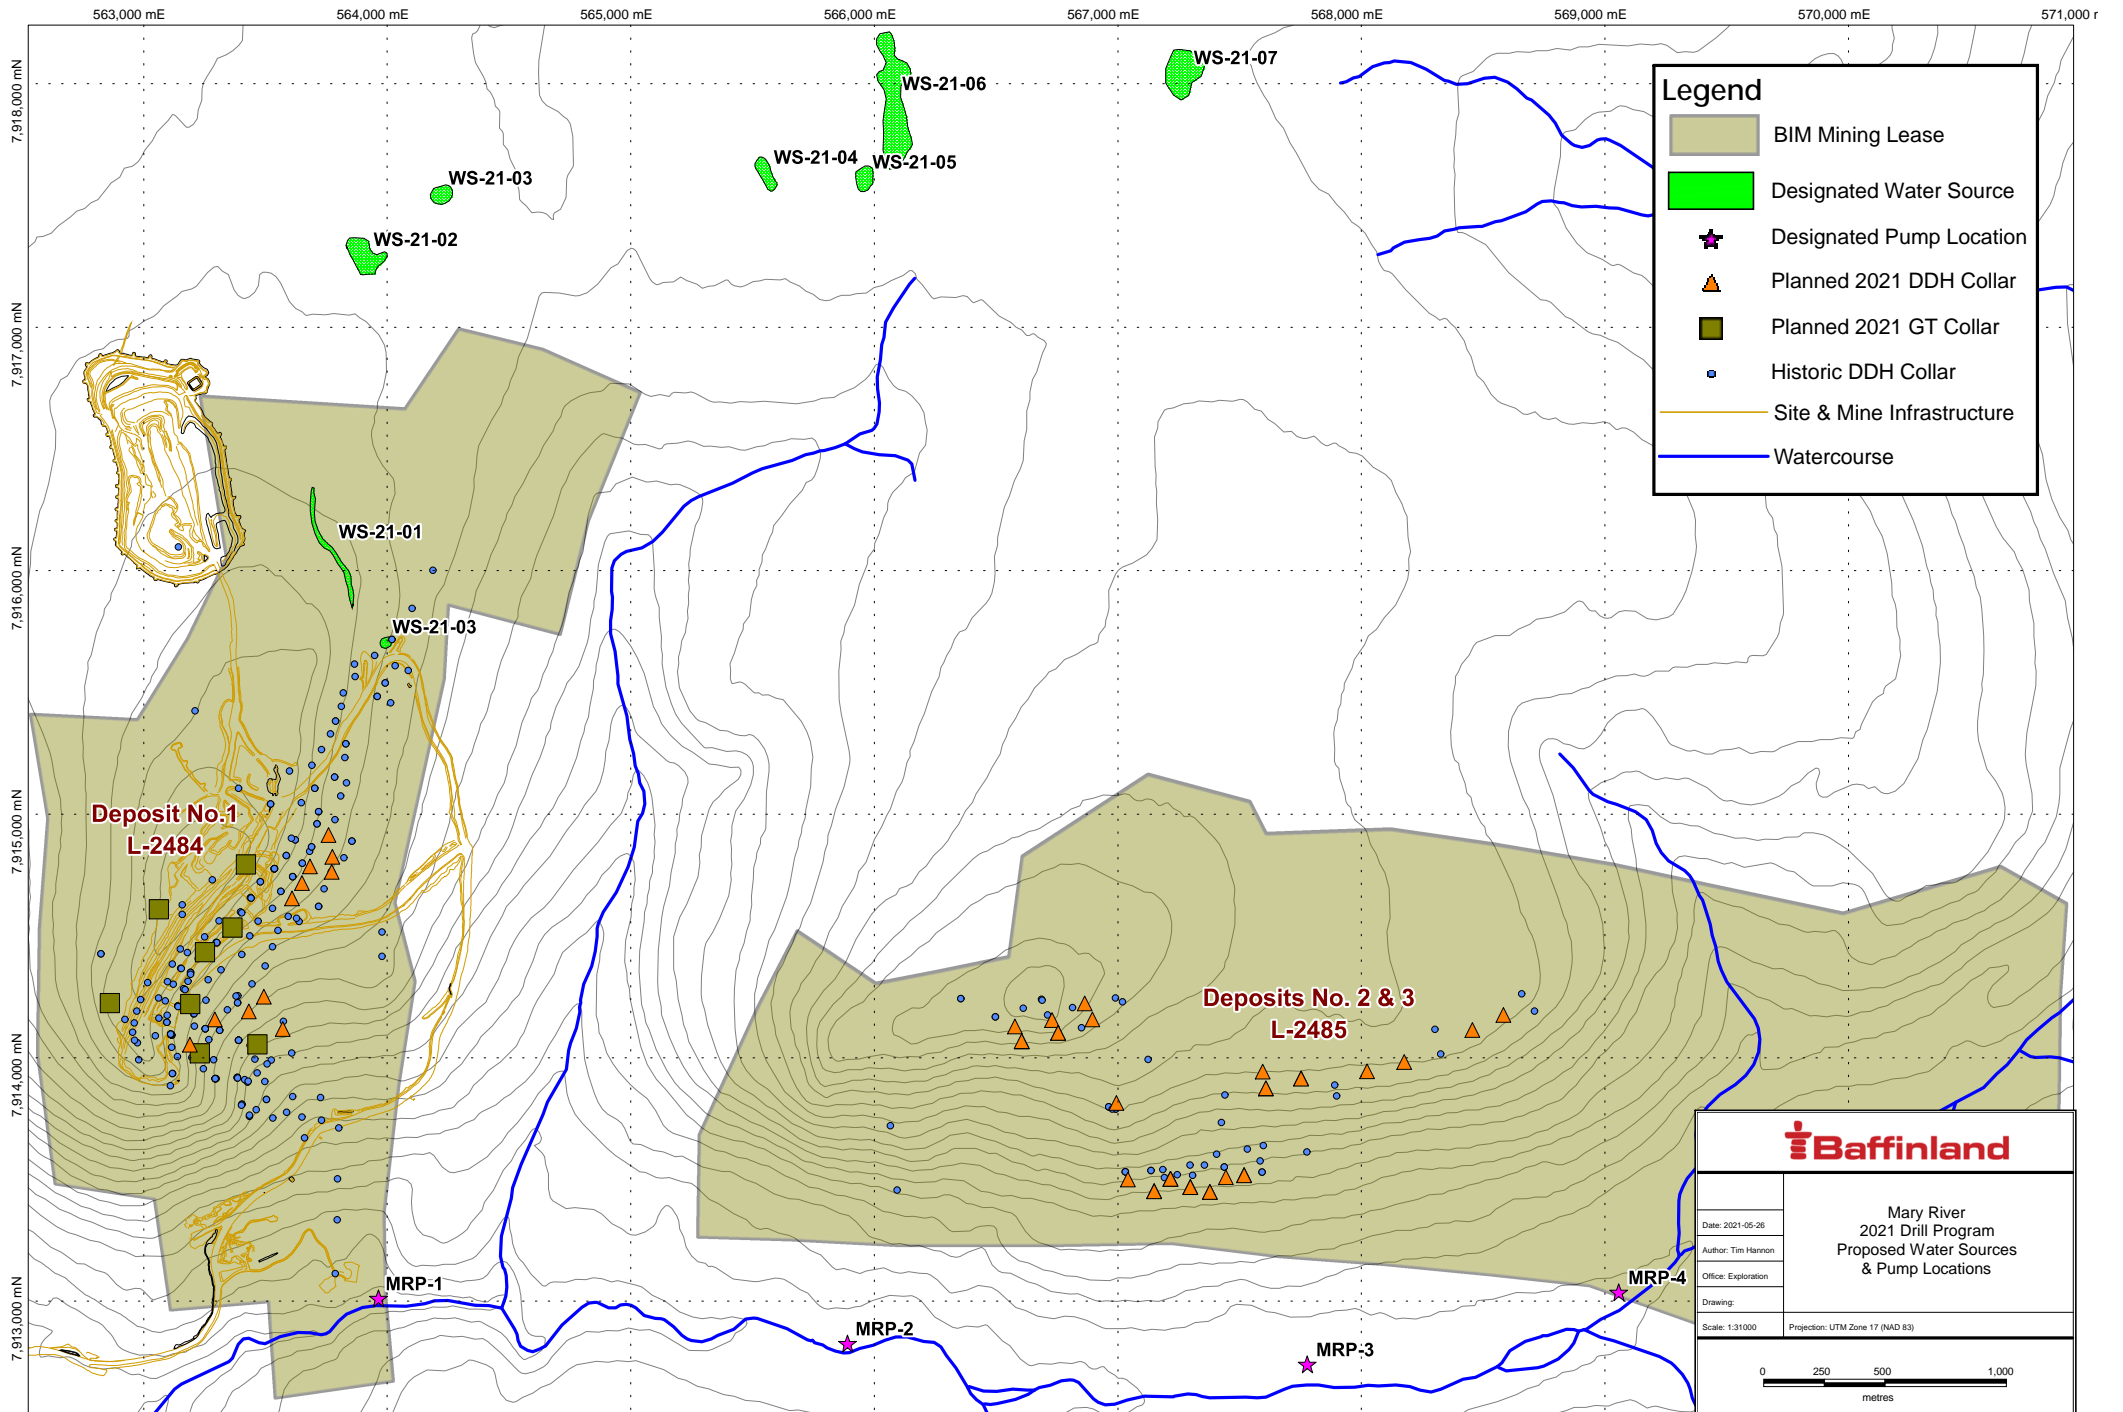 563,000 mE
564,000 mE
565,000 mE
566,000 mE
567,000 mE
568,000 mE
569,000 mE
570,000 mE
571,000 r
7,918,000 mN
7,917,000 mN
7,916,000 mN
7,915,000 mN
7,914,000 mN
7,913,000 mN
WS-21-07
WS-21-06
WS-21-04
WS-21-05
WS-21-03
WS-21-02
WS-21-01
WS-21-03
Legend
BIM Mining Lease
Designated Water Source
Designated Pump Location
Planned 2021 DDH Collar
Planned 2021 GT Collar
Historic DDH Collar
Site & Mine Infrastructure
Watercourse
Deposit No.1
L-2484
Deposits No. 2 & 3
L-2485
MRP-1
MRP-2
MRP-3
MRP-4
Baffinland
Date: 2021-05-26
Author: Tim Hannon
Office: Exploration
Drawing:
Scale: 1:31000
Mary River
2021 Drill Program
Proposed Water Sources
& Pump Locations
Projection: UTM Zone 17 (NAD 83)
0 250 500 1,000
metres